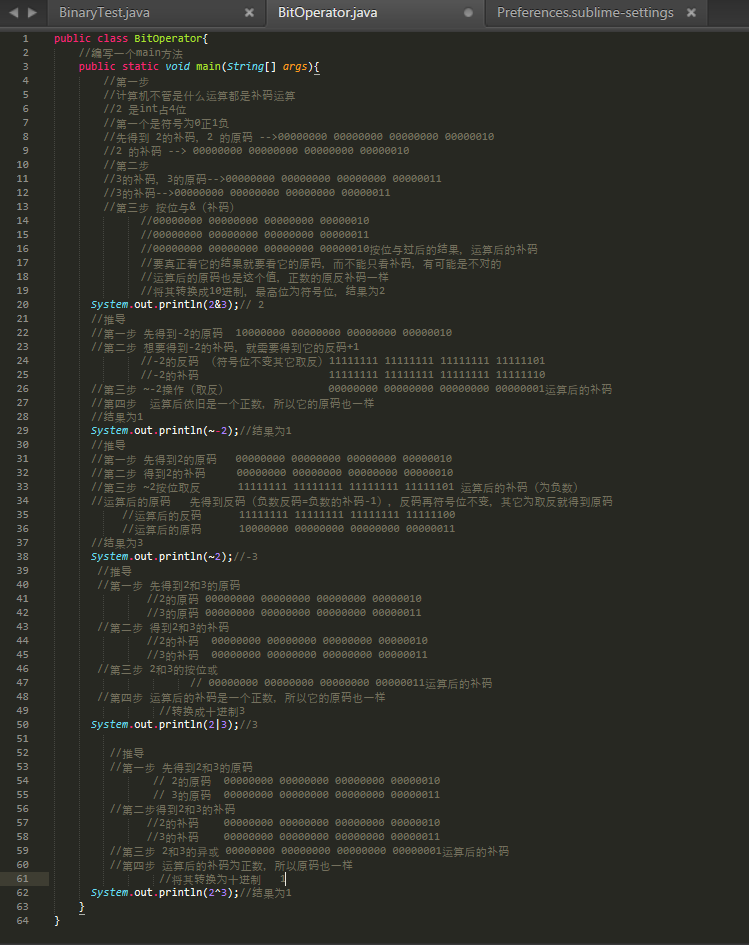 BinaryTest.java
BitOperator.java
Preferences.sublime-settings
1 public class BitOperator{
2 //编写一个main方法
3 public static void main(String[] args){
4 //第一步
5 //计算机不管是什么运算都是补码运算
6 //2 是int占4位
7 //第一个是符号为0正1负
8 //先得到 2的补码, 2 的原码 -->00000000 00000000 00000000 00000010
9 //2 的补码 --> 00000000 00000000 00000000 00000010
10 //第二步
11 //3的补码, 3的原码-->00000000 00000000 00000000 00000011
12 //3的补码-->00000000 00000000 00000000 00000011
13 //第三步 按位与&（补码）
14 //00000000 00000000 00000000 00000010
15 //00000000 00000000 00000000 00000011
16 //00000000 00000000 00000000 00000010按位与过后的结果, 运算后的补码
17 //要真正看它的结果就要看它的原码, 而不能只看补码, 有可能是不对的
18 //运算后的原码也是这个值, 正数的原反补码一样
19 //将其转换成10进制, 最高位为符号位, 结果为2
20 System.out.println(2&3);// 2
21 //推导
22 //第一步 先得到-2的原码 10000000 00000000 00000000 00000010
23 //第二步 想要得到-2的补码, 就需要得到它的反码+1
24 //-2的反码 （符号位不变其它取反）11111111 11111111 11111111 11111101
25 //-2的补码 11111111 11111111 11111111 11111110
26 //第三步 ~-2操作（取反） 00000000 00000000 00000000 00000001运算后的补码
27 //第四步 运算后依旧是一个正数, 所以它的原码也一样
28 //结果为1
29 System.out.println(~-2);//结果为1
30 //推导
31 //第一步 先得到2的原码 00000000 00000000 00000000 00000010
32 //第二步 得到2的补码 00000000 00000000 00000000 00000010
33 //第三步 ~2按位取反 11111111 11111111 11111111 11111101 运算后的补码（为负数）
34 //运算后的原码 先得到反码（负数反码=负数的补码-1）, 反码再符号位不变, 其它为取反就得到原码
35 //运算后的反码 11111111 11111111 11111111 11111100
36 //运算后的原码 10000000 00000000 00000000 00000011
37 //结果为3
38 System.out.println(~2);//-3
39 //推导
40 //第一步 先得到2和3的原码
41 //2的原码 00000000 00000000 00000000 00000010
42 //3的原码 00000000 00000000 00000000 00000011
43 //第二步 得到2和3的补码
44 //2的补码 00000000 00000000 00000000 00000010
45 //3的补码 00000000 00000000 00000000 00000011
46 //第三步 2和3的按位或
47 // 00000000 00000000 00000000 00000011运算后的补码
48 //第四步 运算后的补码是一个正数, 所以它的原码也一样
49 //转换成十进制3
50 System.out.println(2|3);//3
51
52 //推导
53 //第一步 先得到2和3的原码
54 // 2的原码 00000000 00000000 00000000 00000010
55 // 3的原码 00000000 00000000 00000000 00000011
56 //第二步得到2和3的补码
57 //2的补码 00000000 00000000 00000000 00000010
58 //3的补码 00000000 00000000 00000000 00000011
59 //第三步 2和3的异或 00000000 00000000 00000000 00000001运算后的补码
60 //第四步 运算后的补码为正数, 所以原码也一样
61 //将其转换为十进制 1
62 System.out.println(2^3);//结果为1
63 }
64 }